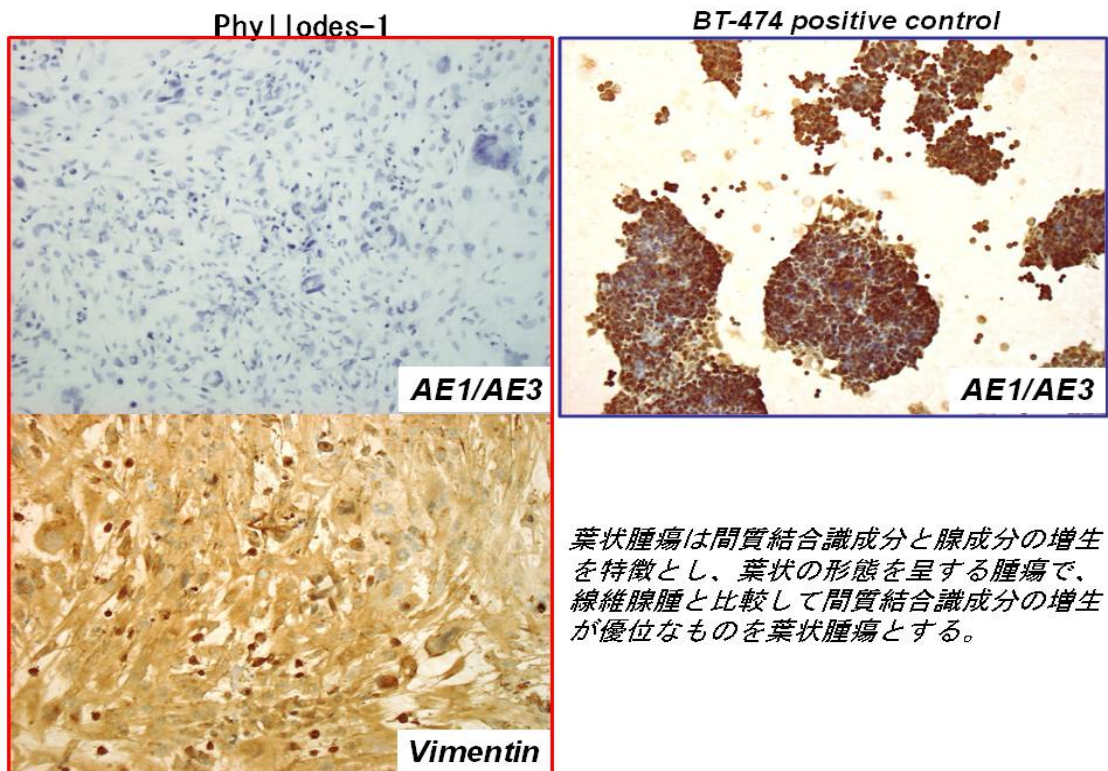 Phyllodes-1
BT-474 positive control
AE1/AE3
AE1/AE3
Vimentin
葉状腫瘍は間質結合識成分と腺成分の増生
を特徴とし、葉状の形態を呈する腫瘍で、
線維腺腫と比較して間質結合識成分の増生
が優位なものを葉状腫瘍とする。